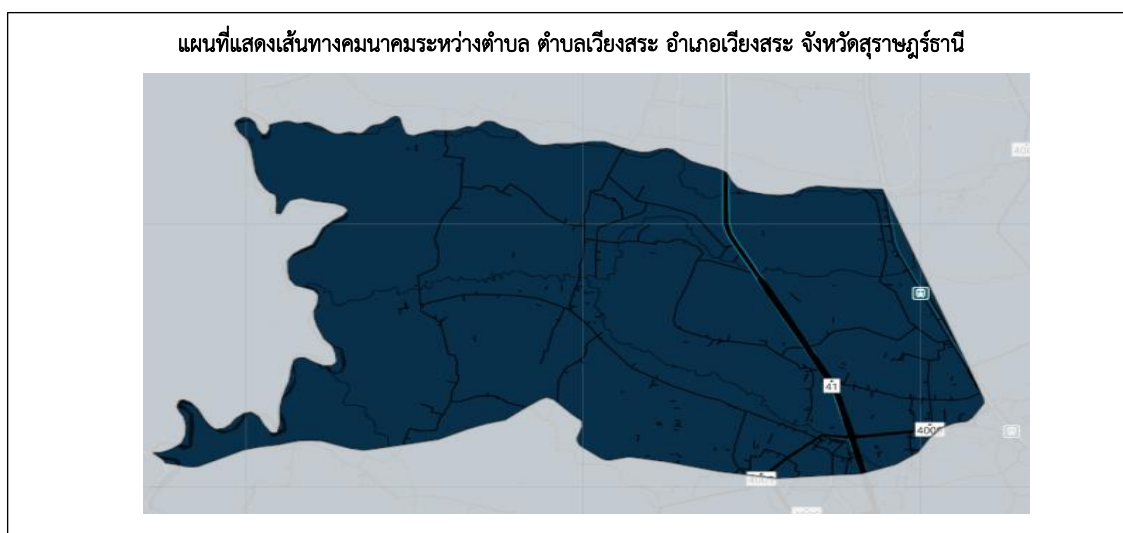 แผนที่แสดงเส้นทางคมนาคมระหว่างตำบล ตำบลเวียงสระ อำเภอเวียงสระ จังหวัดสุราษฎร์ธานี
41